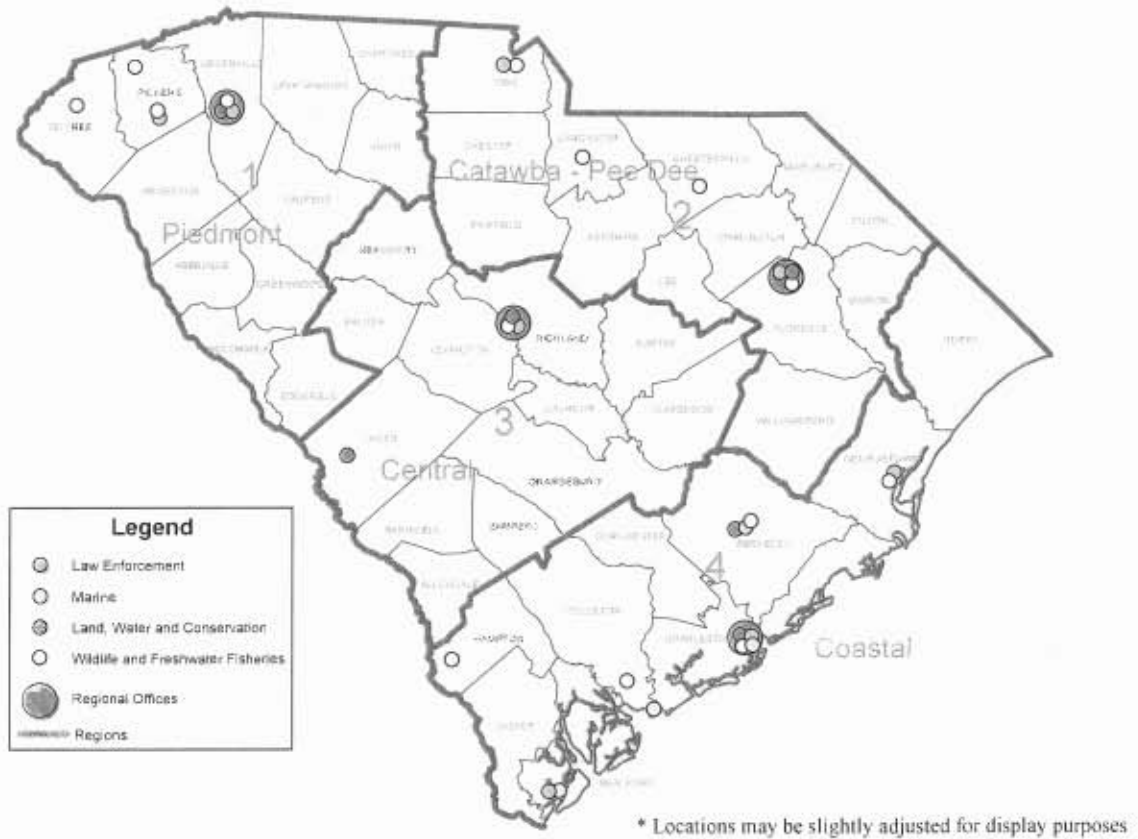 GREENVILLE
CHEROKEE
YORK
PICKENS
SPARTANBURG
OCONEE
UNION
CHESTER
LANCASTER
CHESTERFIELD
MARLBORO
Catawba - Pee Dee
1
ANDERSON
LAURENS
2
DILLON
FAIRFIELD
KERSHAW
DARLINGTON
Piedmont
NEWBERRY
ABBEVILLE
LEE
GREENWOOD
MARION
FLORENCE
SALUDA
LEXINGTON
RICHLAND
SUMTER
HORRY
EDGEFIELD
CALHOUN
CLARENDON
3
WILLIAMSBURG
AIKEN
Central
GEORGETOWN
ORANGEBURG
BARNWELL
BAMBERG
DORCHESTER
BERKELEY
4
ALLENDALE
COLLETON
HAMPTON
CHARLESTON
Coastal
JASPER
BEAUFORT
Legend
Law Enforcement
Marine
Land, Water and Conservation
Wildlife and Freshwater Fisheries
Regional Offices
Regions
* Locations may be slightly adjusted for display purposes